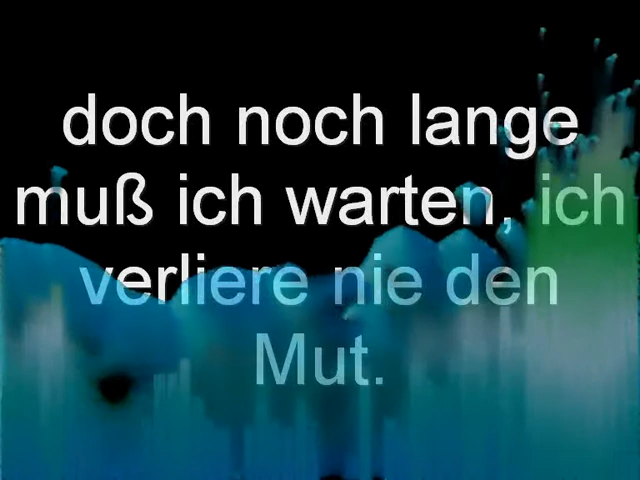 doch noch lange
muß ich warten, ich
verliere nie den
Mut.